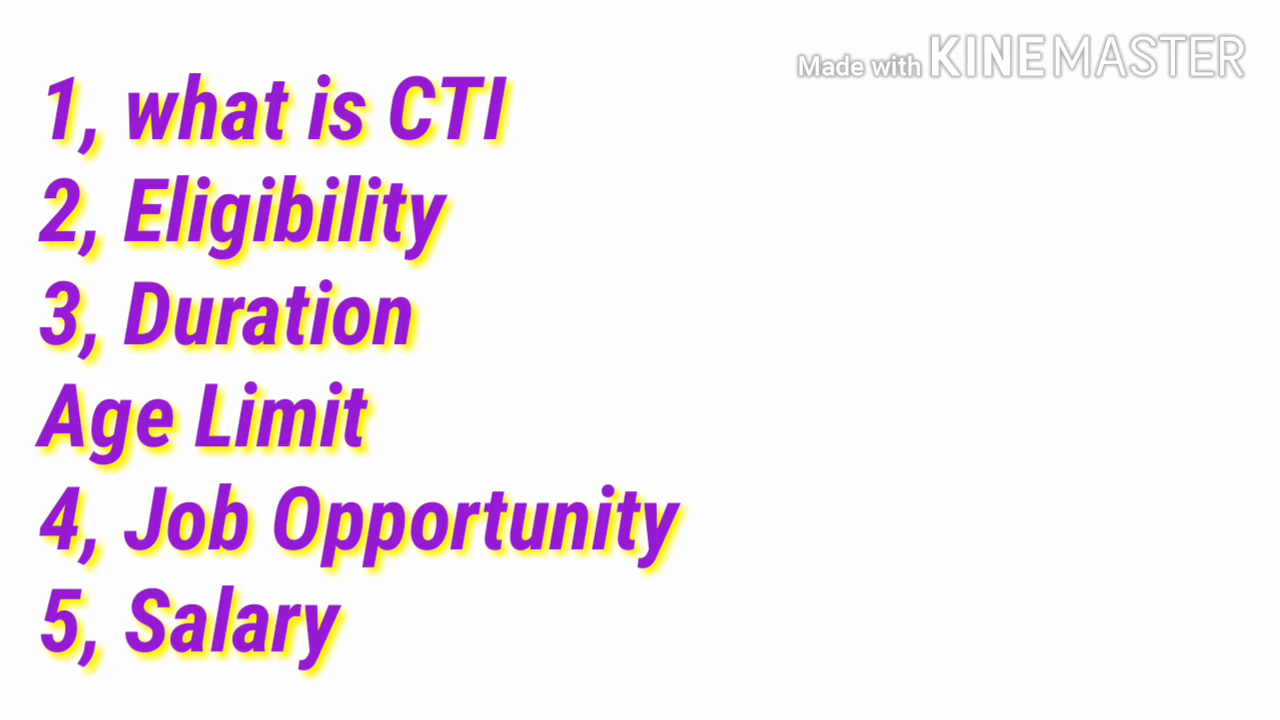 Made with KINEMASTER
1, what is CTI
2, Eligibility
3, Duration
Age Limit
4, Job Opportunity
5, Salary